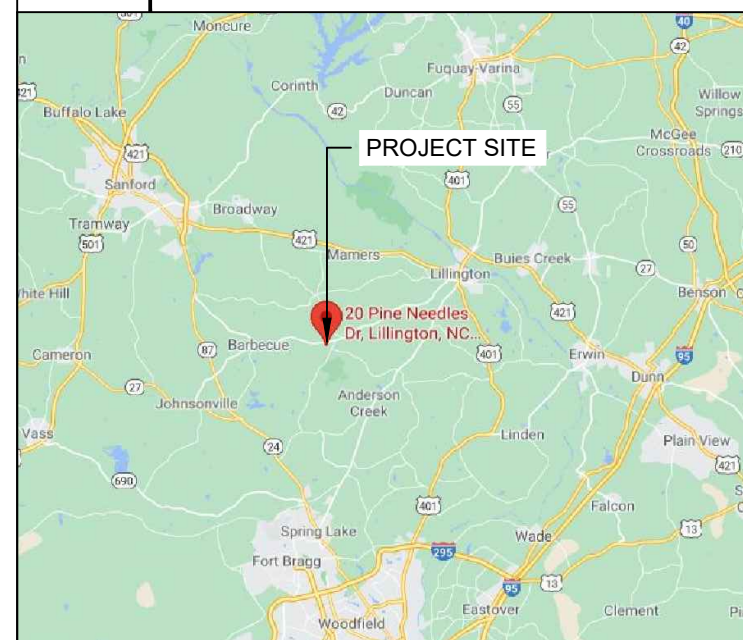 501
Moncure
40
42
Fuquay-Varina
Corinth
Duncan
42
55
Willow
Springs
421
Buffalo Lake
McGee
Crossroads
210
421
PROJECT SITE
401
Sanford
55
Broadway
Tramway
421
50
501
Mamers
Buies Creek
Lillington
27
Benson
White Hill
20 Pine Needles
Dr, Lillington, NC...
421
Barbecue
87
401
Erwin
95
Cameron
Dunn
27
Anderson
Creek
Johnsonville
Vass
24
Linden
Plain View
421
690
401
Falcon
Spring Lake
13
Wade
295
Fort Bragg
95
13
Eastover
Clement
Woodfield